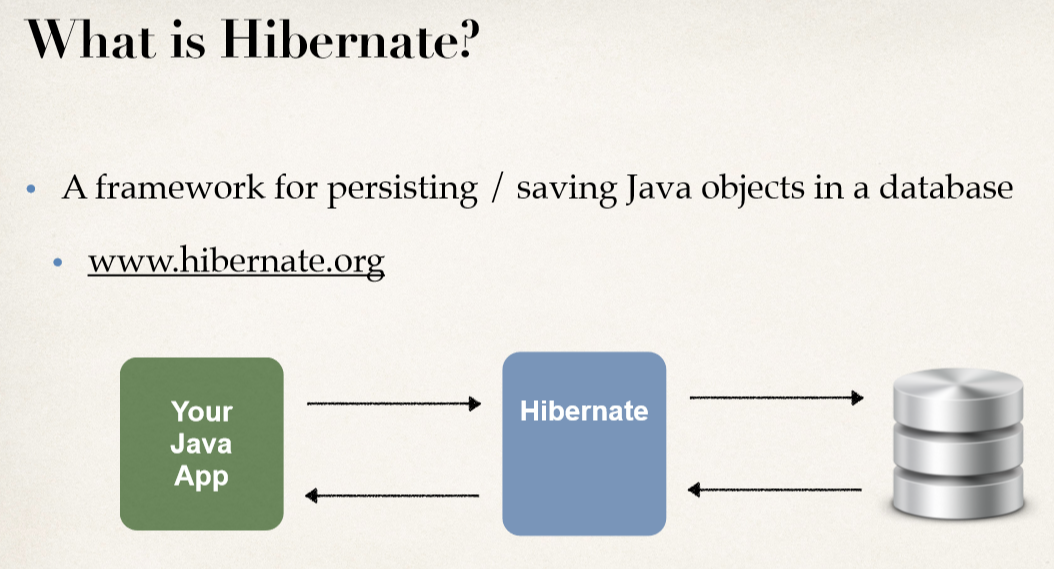 What is Hibernate?
• A framework for persisting / saving Java objects in a database
• www.hibernate.org
Your
Java
App
Hibernate